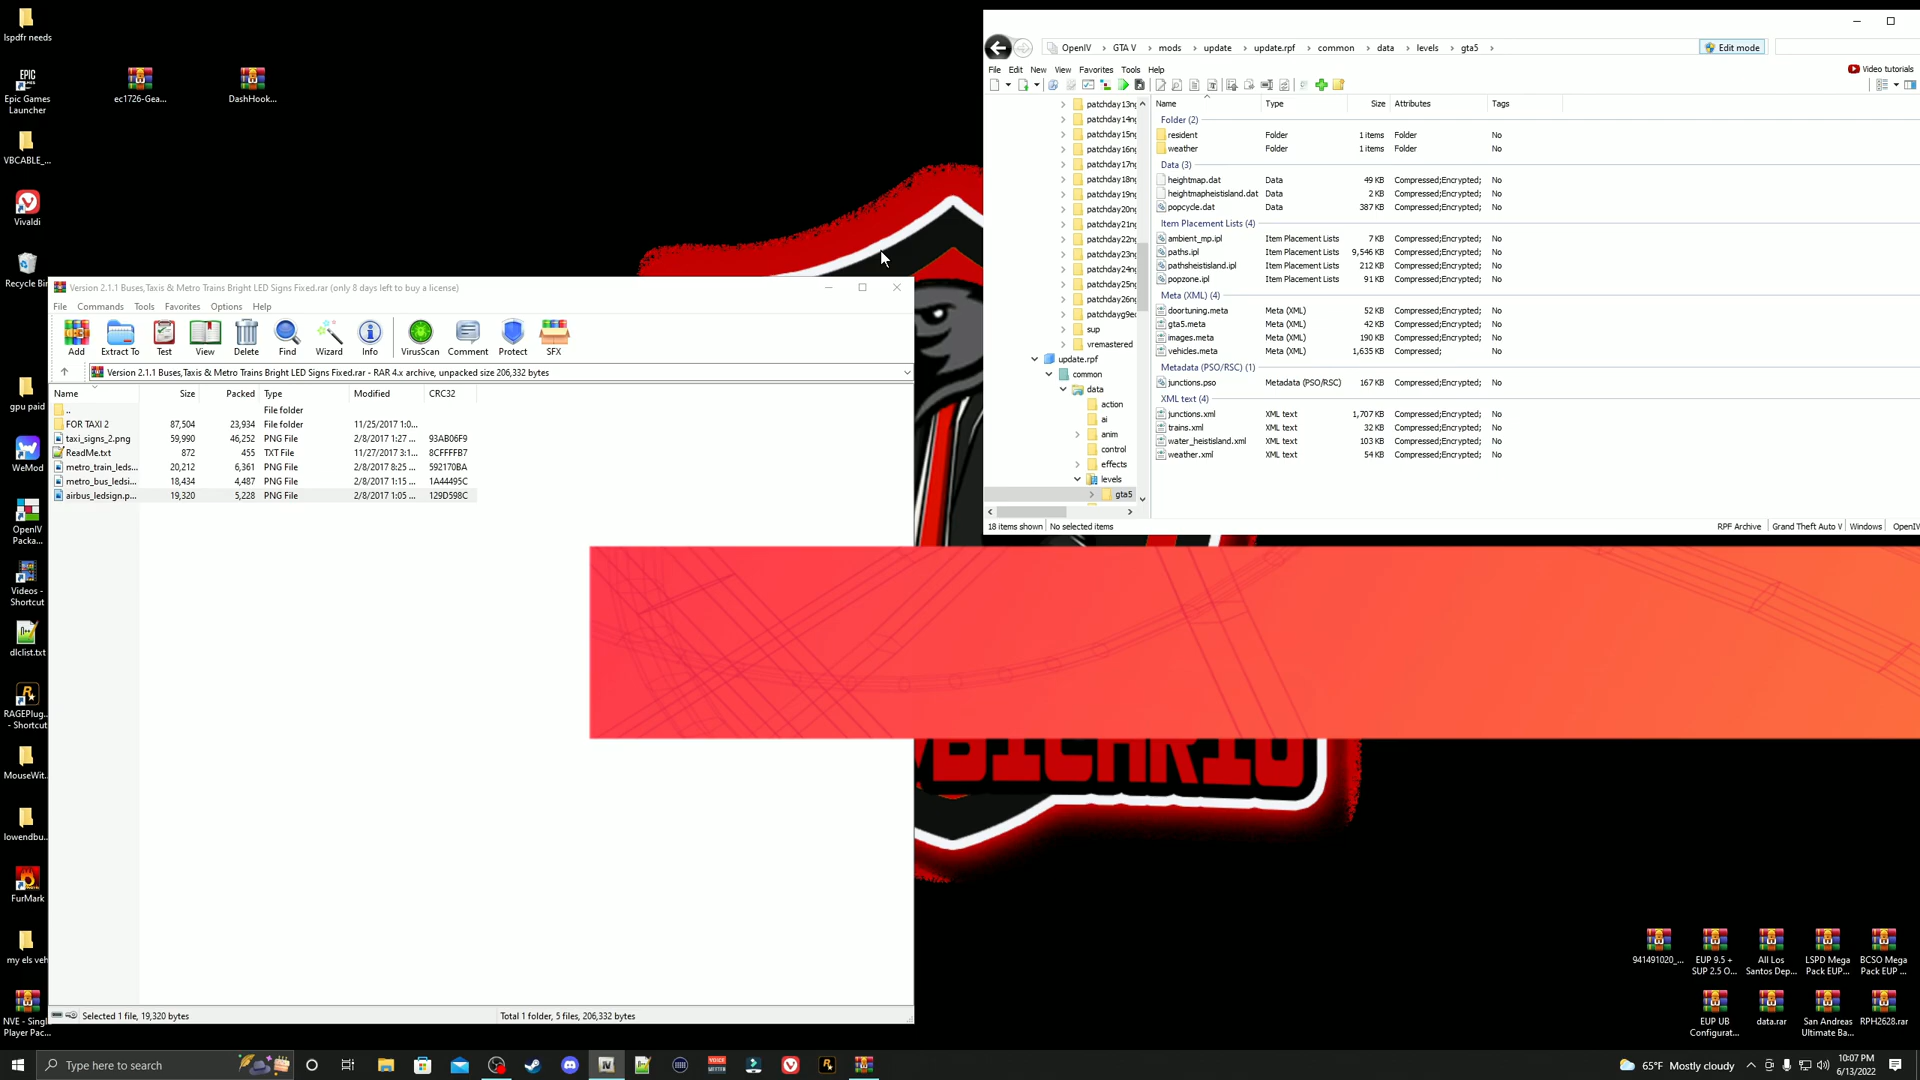 lspdfr needs
Epic Games
Launcher
VBCABLE_...
Vivaldi
Recycle Bin
gpu paid
WeMod
OpenIV
Packa...
Videos -
Shortcut
dlclist.txt
RAGEPlug...
- Shortcut
MouseWit...
lowendbu...
FurMark
my els veh
NVE - Singl
Player Pac...
ec1726-Gea...
DashHook...
Version 2.1.1 Buses,Taxis & Metro Trains Bright LED Signs Fixed.rar (only 8 days left to buy a license)
File Commands Tools Favorites Options Help
Add Extract To Test View Delete Find Wizard Info VirusScan Comment Protect SFX
Version 2.1.1 Buses,Taxis & Metro Trains Bright LED Signs Fixed.rar - RAR 4.x archive, unpacked size 206,332 bytes
Name Size Packed Type Modified CRC32
.. File folder
FOR TAXI 2 87,504 23,934 File folder 11/25/2017 1:0...
taxi_signs_2.png 59,990 46,252 PNG File 2/8/2017 1:27 ... 93AB06F9
ReadMe.txt 872 455 TXT File 11/27/2017 3:1... 8CFFFFB7
metro_train_leds... 20,212 6,361 PNG File 2/8/2017 8:25 ... 592170BA
metro_bus_ledsi... 18,434 4,487 PNG File 2/8/2017 1:15 ... 1A44495C
airbus_ledsign.p... 19,320 5,228 PNG File 2/8/2017 1:05 ... 129D598C
Selected 1 file, 19,320 bytes
Total 1 folder, 5 files, 206,332 bytes
OpenIV GTA V mods update update.rpf common data levels gta5
Edit mode
File Edit New View Favorites Tools Help
Video tutorials
patchday13ng
patchday14ng
patchday15ng
patchday16ng
patchday17ng
patchday18ng
patchday19ng
patchday20ng
patchday21ng
patchday22ng
patchday23ng
patchday24ng
patchday25ng
patchday26ng
patchdayg9ec
sup
vremastered
update.rpf
common
data
action
ai
anim
control
effects
levels
gta5
Name Type Size Attributes Tags
Folder (2)
resident Folder 1 items Folder No
weather Folder 1 items Folder No
Data (3)
heightmap.dat Data 49 KB Compressed;Encrypted; No
heightmapheistisland.dat Data 2 KB Compressed;Encrypted; No
popcycle.dat Data 387 KB Compressed;Encrypted; No
Item Placement Lists (4)
ambient_mp.ipl Item Placement Lists 7 KB Compressed;Encrypted; No
paths.ipl Item Placement Lists 9,546 KB Compressed;Encrypted; No
pathsheistisland.ipl Item Placement Lists 212 KB Compressed;Encrypted; No
popzone.ipl Item Placement Lists 91 KB Compressed;Encrypted; No
Meta (XML) (4)
doortuning.meta Meta (XML) 52 KB Compressed;Encrypted; No
gta5.meta Meta (XML) 42 KB Compressed;Encrypted; No
images.meta Meta (XML) 190 KB Compressed;Encrypted; No
vehicles.meta Meta (XML) 1,635 KB Compressed; No
Metadata (PSO/RSC) (1)
junctions.pso Metadata (PSO/RSC) 167 KB Compressed;Encrypted; No
XML text (4)
junctions.xml XML text 1,707 KB Compressed;Encrypted; No
trains.xml XML text 32 KB Compressed;Encrypted; No
water_heistisland.xml XML text 103 KB Compressed;Encrypted; No
weather.xml XML text 54 KB Compressed;Encrypted; No
18 items shown No selected items
RPF Archive Grand Theft Auto V Windows OpenIV
941491020_...
EUP 9.5 +
SUP 2.5 O...
All Los
Santos Dep...
LSPD Mega
Pack EUP...
BCSO Mega
Pack EUP ...
EUP UB
Configurat...
data.rar
San Andreas
Ultimate Ba...
RPH2628.rar
Type here to search
65°F Mostly cloudy
10:07 PM
6/13/2022